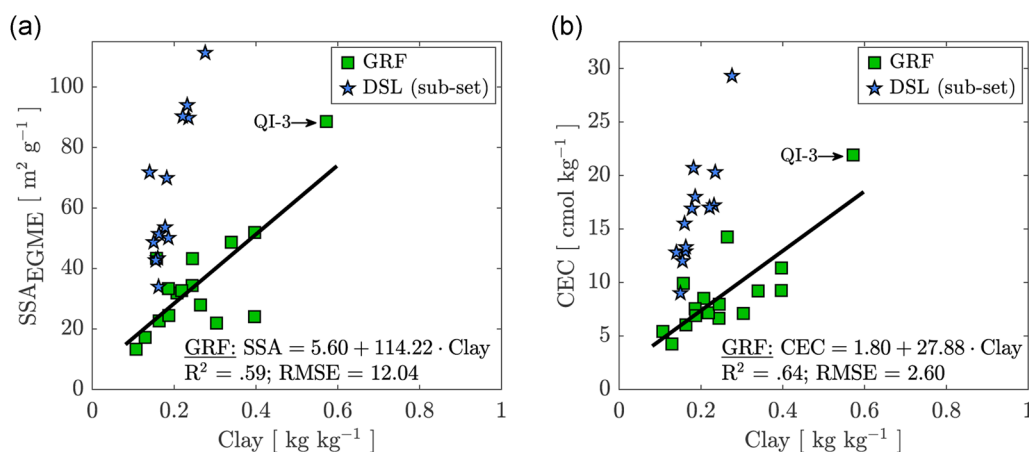 (a)
GRF
DSL (sub-set)
QI-3
SSA_EGME [ m² g⁻¹ ]
100
80
60
40
20
0
GRF: SSA = 5.60 + 114.22 · Clay
R² = .59; RMSE = 12.04
0 0.2 0.4 0.6 0.8 1
Clay [ kg kg⁻¹ ]
(b)
GRF
DSL (sub-set)
QI-3
CEC [ cmol kg⁻¹ ]
30
25
20
15
10
5
0
GRF: CEC = 1.80 + 27.88 · Clay
R² = .64; RMSE = 2.60
0 0.2 0.4 0.6 0.8 1
Clay [ kg kg⁻¹ ]